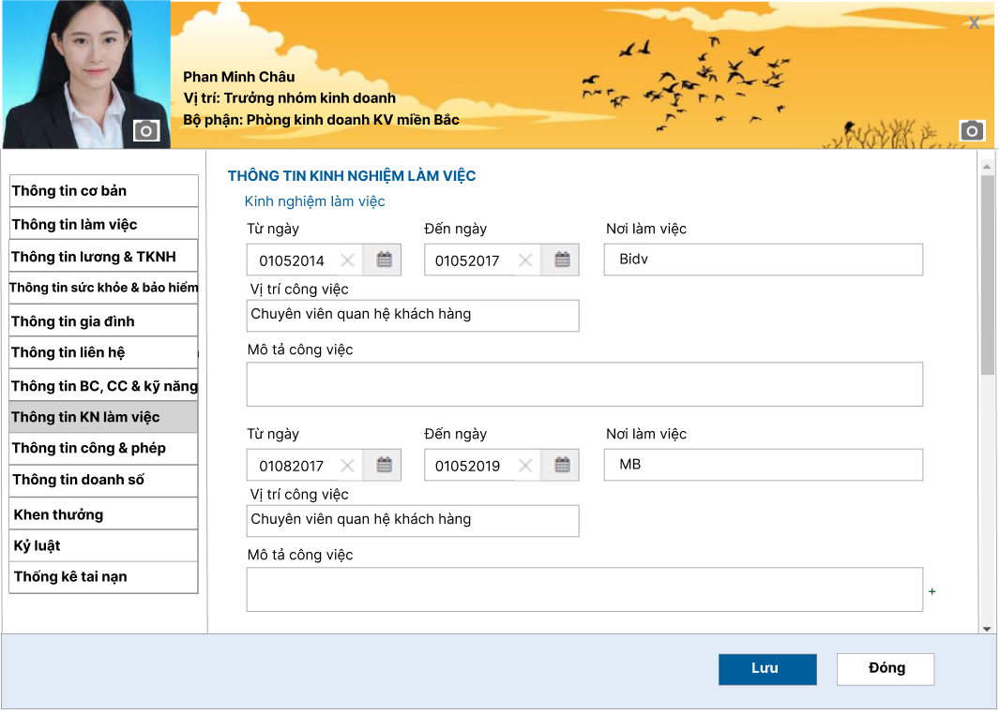 X
Phan Minh Châu
Vị trí: Trưởng nhóm kinh doanh
Bộ phận: Phòng kinh doanh KV miền Bắc
Thông tin cơ bản
Thông tin làm việc
Thông tin lương & TKNH
Thông tin sức khỏe & bảo hiểm
Thông tin gia đình
Thông tin liên hệ
Thông tin BC, CC & kỹ năng
Thông tin KN làm việc
Thông tin công & phép
Thông tin doanh số
Khen thưởng
Kỷ luật
Thống kê tai nạn
THÔNG TIN KINH NGHIỆM LÀM VIỆC
Kinh nghiệm làm việc
Từ ngày Đến ngày Nơi làm việc
01052014 01052017 Bidv
Vị trí công việc
Chuyên viên quan hệ khách hàng
Mô tả công việc
Từ ngày Đến ngày Nơi làm việc
01082017 01052019 MB
Vị trí công việc
Chuyên viên quan hệ khách hàng
Mô tả công việc
+
Lưu Đóng